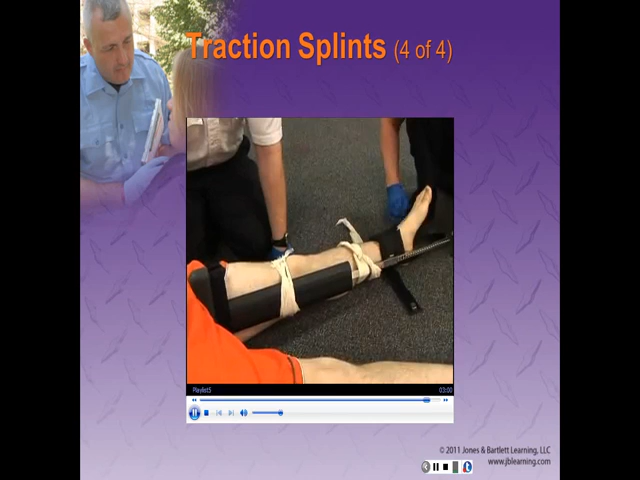 Traction Splints (4 of 4)
Playlist5
03:00
© 2011 Jones & Bartlett Learning, LLC
www.jblearning.com